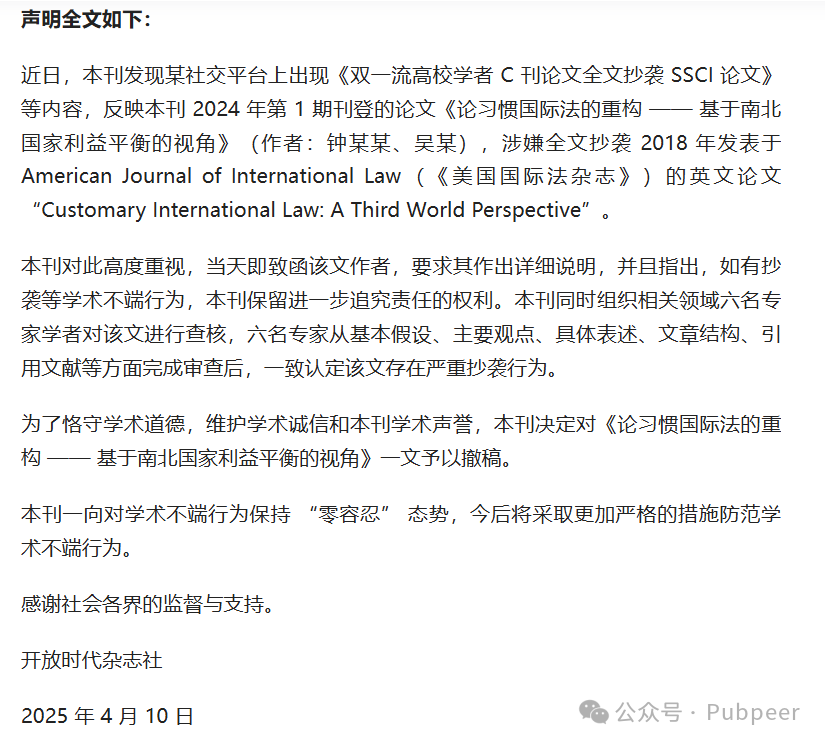 声明全文如下：
近日，本刊发现某社交平台上出现《双一流高校学者 C 刊论文全文抄袭 SSCI 论文》
等内容，反映本刊 2024 年第 1 期刊登的论文《论习惯国际法的重构 —— 基于南北
国家利益平衡的视角》（作者：钟某某、吴某），涉嫌全文抄袭 2018 年发表于
American Journal of International Law（《美国国际法杂志》）的英文论文
“Customary International Law: A Third World Perspective”。
本刊对此高度重视，当天即致函该文作者，要求其作出详细说明，并且指出，如有抄
袭等学术不端行为，本刊保留进一步追究责任的权利。本刊同时组织相关领域六名专
家学者对该文进行查核，六名专家从基本假设、主要观点、具体表述、文章结构、引
用文献等方面完成审查后，一致认定该文存在严重抄袭行为。
为了恪守学术道德，维护学术诚信和本刊学术声誉，本刊决定对《论习惯国际法的重
构 —— 基于南北国家利益平衡的视角》一文予以撤稿。
本刊一向对学术不端行为保持 “零容忍” 态势，今后将采取更加严格的措施防范学
术不端行为。
感谢社会各界的监督与支持。
开放时代杂志社
2025 年 4 月 10 日
公众号 · Pubpeer